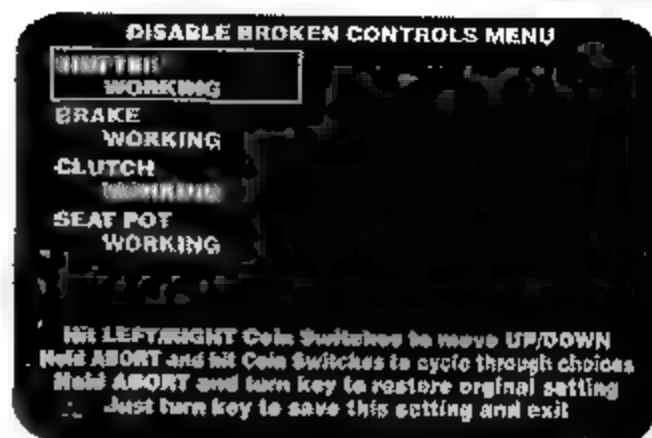 DISABLE BROKEN CONTROLS MENU
SHIFTER
WORKING
BRAKE
WORKING
CLUTCH
WORKING
SEAT POT
WORKING
Hit LEFT/RIGHT Coin Switches to move UP/DOWN
Hold ABORT and hit Coin Switches to cycle through choices
Hold ABORT and turn key to restore orginal setting
Just turn key to save this setting and exit